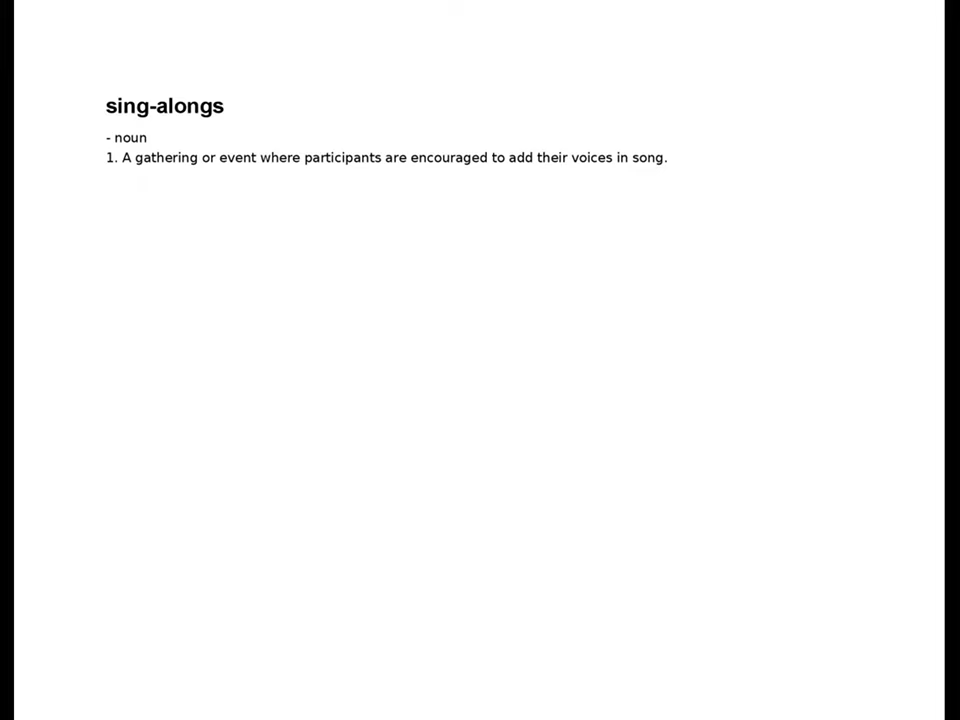 sing-alongs
- noun
1. A gathering or event where participants are encouraged to add their voices in song.